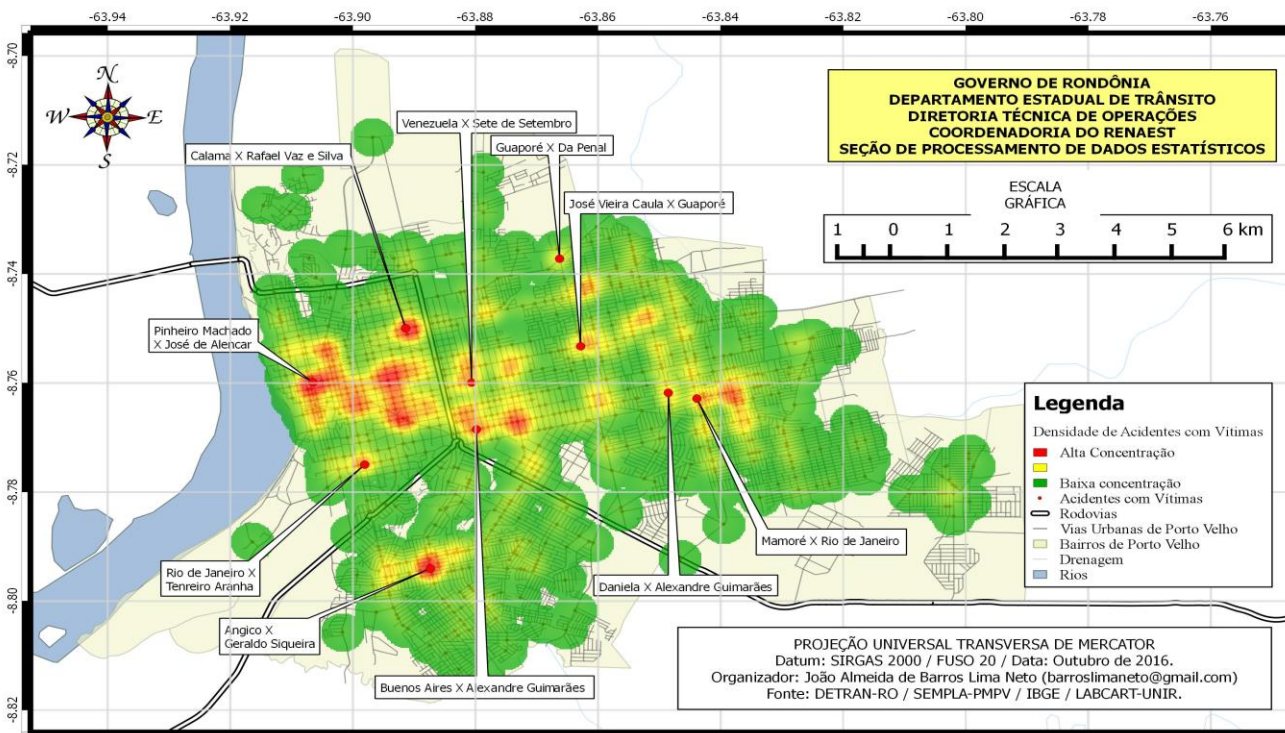 -63.94 -63.92 -63.90 -63.88 -63.86 -63.84 -63.82 -63.80 -63.78 -63.76
-8.70
-8.72
-8.74
-8.76
-8.78
-8.80
-8.82
N
W E
S
GOVERNO DE RONDÔNIA
DEPARTAMENTO ESTADUAL DE TRÂNSITO
DIRETORIA TÉCNICA DE OPERAÇÕES
COORDENADORIA DO RENAEST
SEÇÃO DE PROCESSAMENTO DE DADOS ESTATÍSTICOS
ESCALA
GRÁFICA
1 0 1 2 3 4 5 6 km
Venezuela X Sete de Setembro
Guaporé X Da Penal
Calama X Rafael Vaz e Silva
José Vieira Caula X Guaporé
Pinheiro Machado
X José de Alencar
Rio de Janeiro X
Tenreiro Aranha
Angico X
Geraldo Siqueira
Buenos Aires X Alexandre Guimarães
Daniela X Alexandre Guimarães
Mamoré X Rio de Janeiro
Legenda
Densidade de Acidentes com Vitimas
Alta Concentração
Baixa concentração
Acidentes com Vítimas
Rodovias
Vias Urbanas de Porto Velho
Bairros de Porto Velho
Drenagem
Rios
PROJEÇÃO UNIVERSAL TRANSVERSA DE MERCATOR
Datum: SIRGAS 2000 / FUSO 20 / Data: Outubro de 2016.
Organizador: João Almeida de Barros Lima Neto (barroslimaneto@gmail.com)
Fonte: DETRAN-RO / SEMPLA-PMPV / IBGE / LABCART-UNIR.